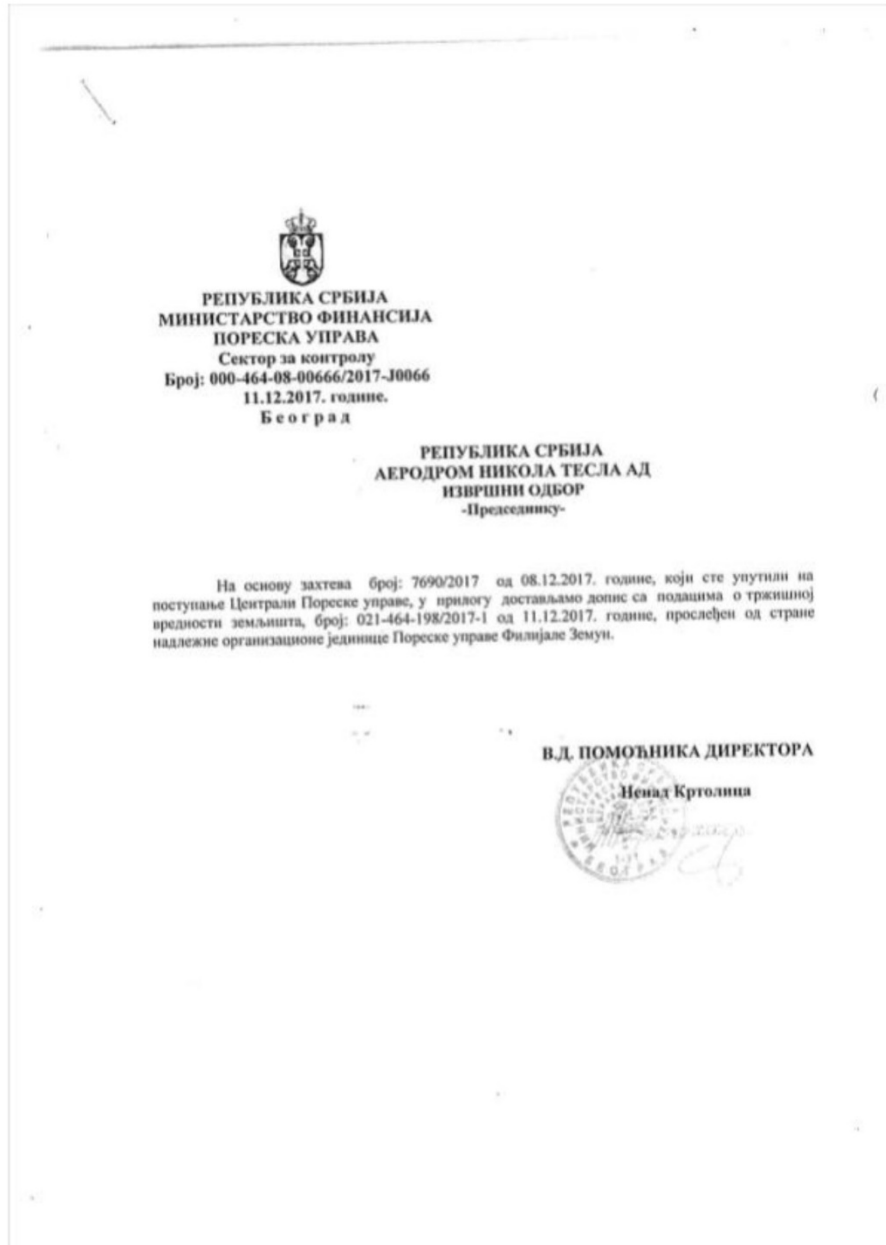 РЕПУБЛИКА СРБИЈА
МИНИСТАРСТВО ФИНАНСИЈА
ПОРЕСКА УПРАВА
Сектор за контролу
Број: 000-464-08-00666/2017-J0066
11.12.2017. године.
Београд
РЕПУБЛИКА СРБИЈА
АЕРОДРОМ НИКОЛА ТЕСЛА АД
ИЗВРШНИ ОДБОР
-Председнику-
На основу захтева број: 7690/2017 од 08.12.2017. године, који сте упутили на
поступање Централи Пореске управе, у прилогу достављамо допис са подацима о тржишној
вредности земљишта, број: 021-464-198/2017-1 од 11.12.2017. године, прослеђен од стране
надлежне организационе јединице Пореске управе Филијале Земун.
В.Д. ПОМОЋНИКА ДИРЕКТОРА
Ненад Кртолица